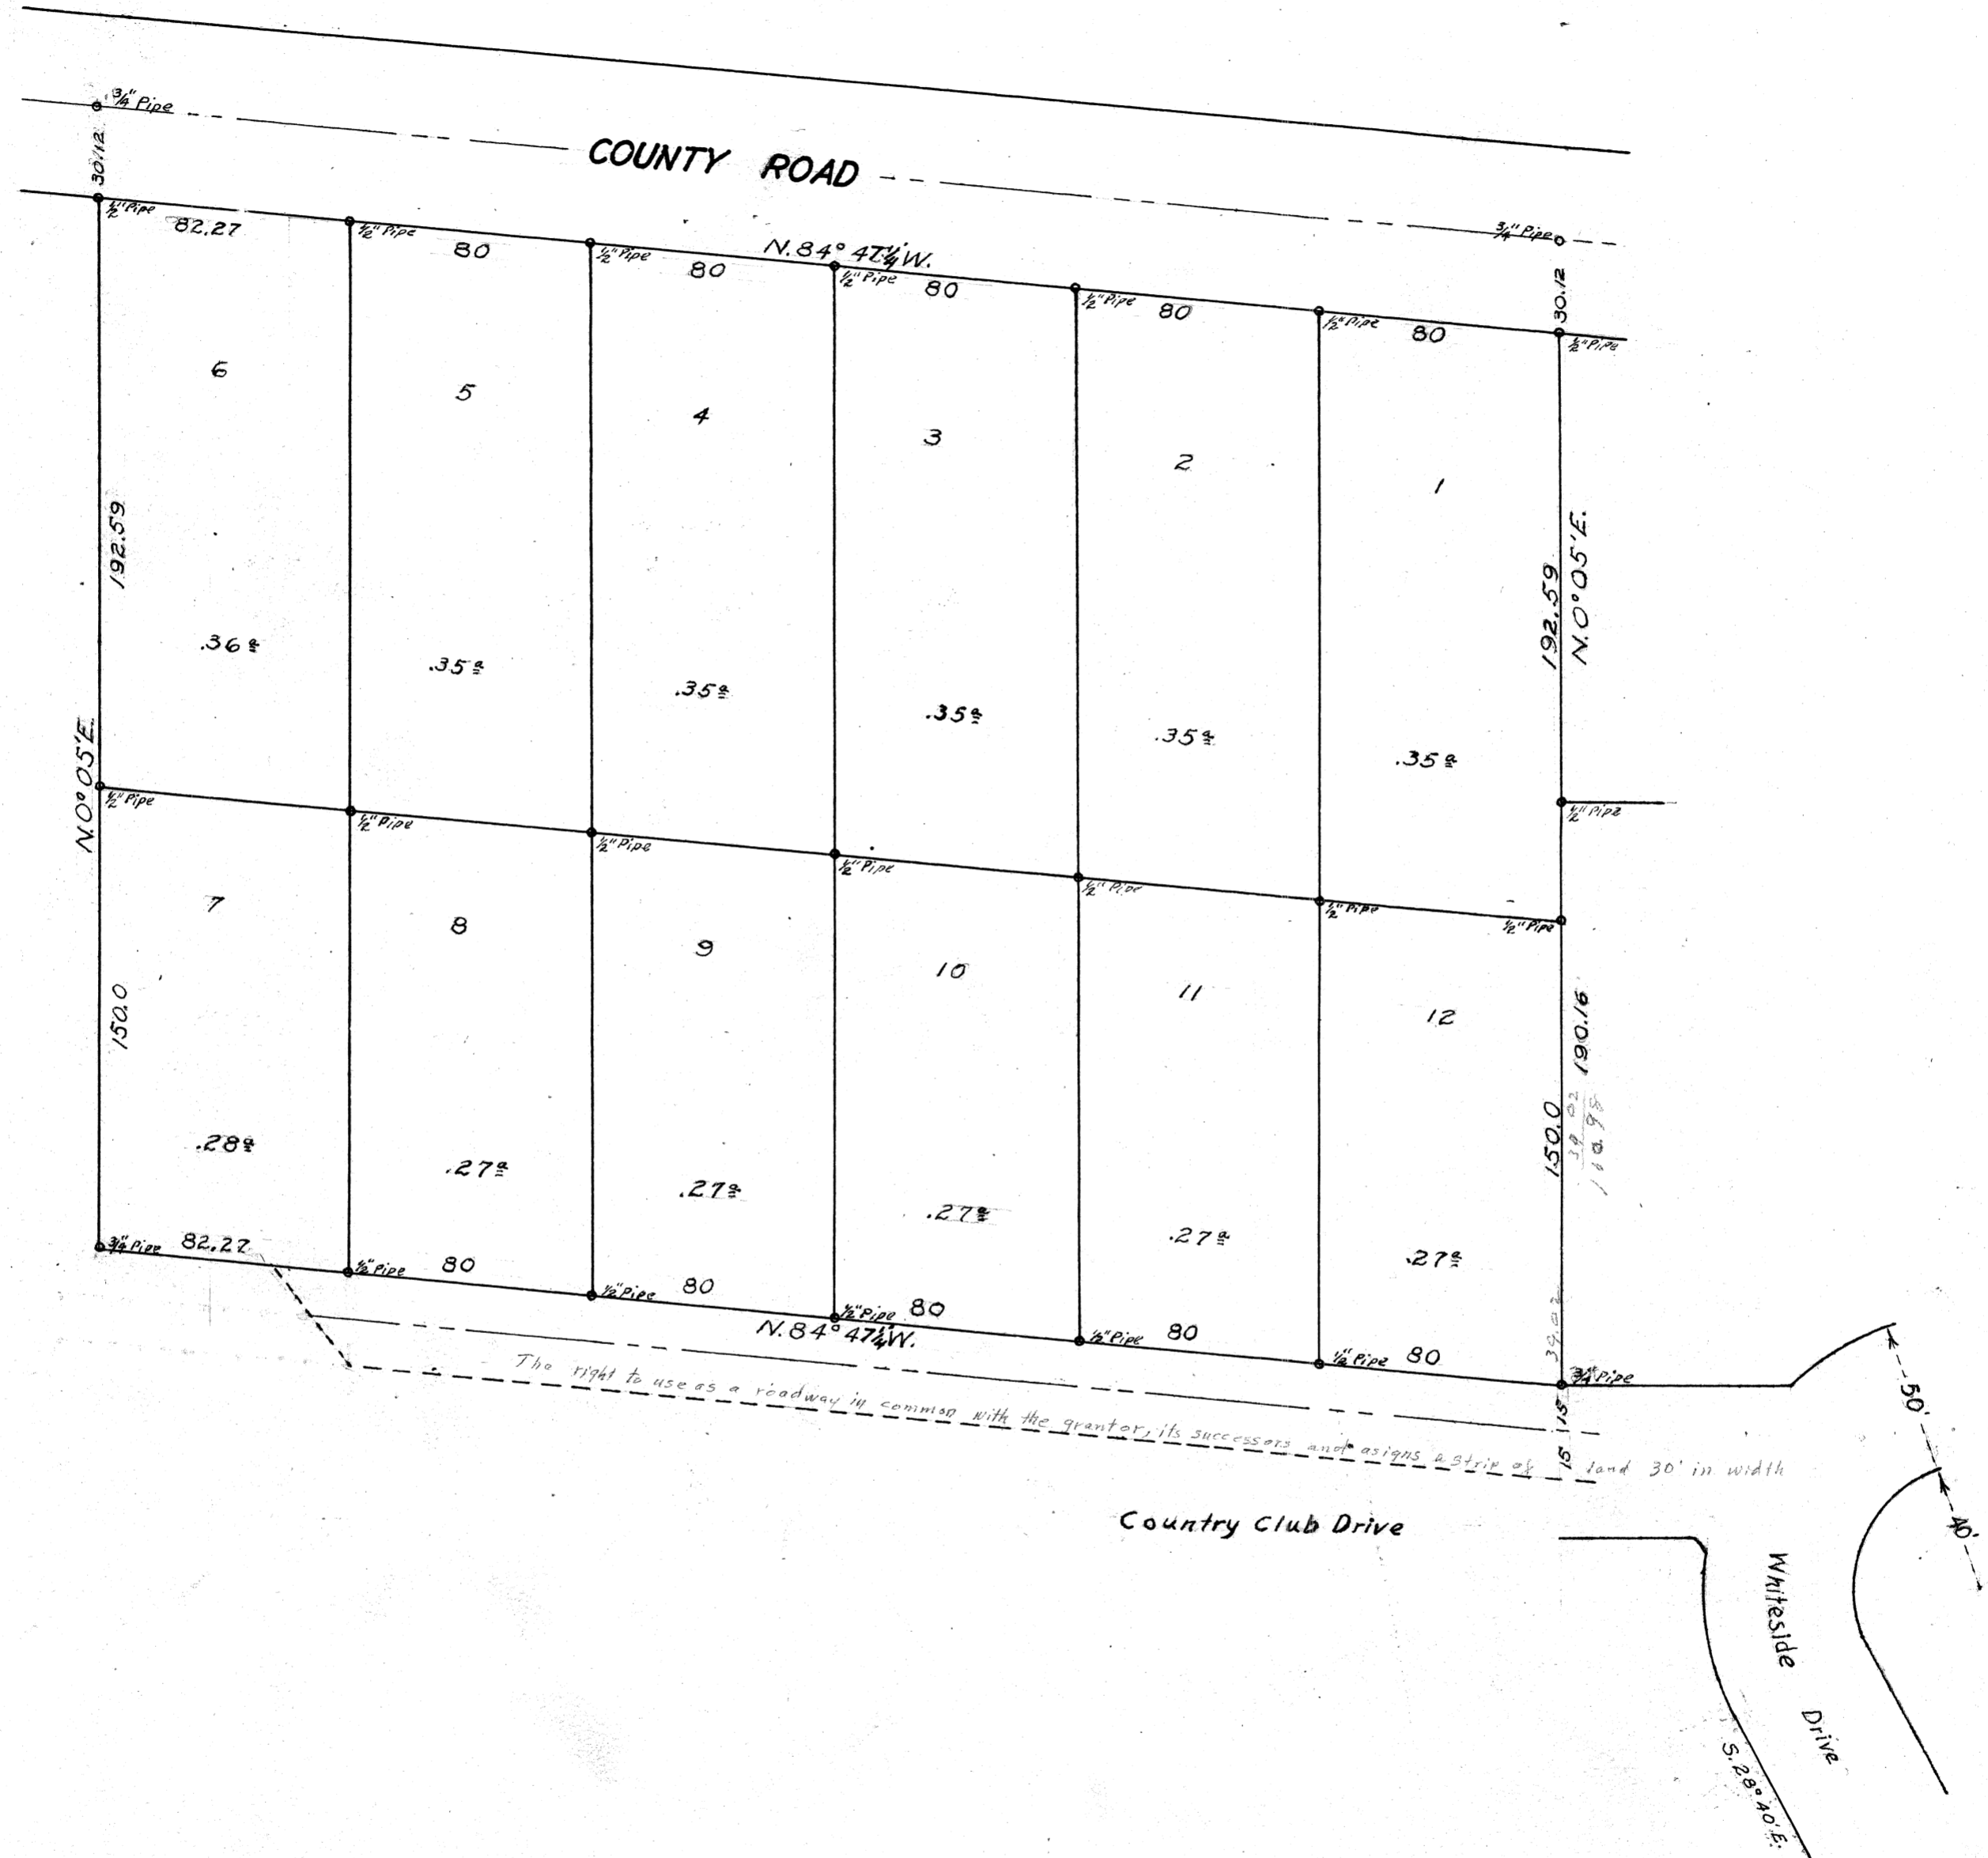 3/4" Pipe
30.12
COUNTY ROAD
3/4" Pipe
30.12
1/2" Pipe
82.27
1/2" Pipe
80
1/2" Pipe
80
N. 84° 47 1/4' W.
1/2" Pipe
80
1/2" Pipe
80
1/2" Pipe
80
1/2" Pipe
6
5
4
3
2
1
192.59
192.59
N. 0° 05' E.
.36 a
.35 a
.35 a
.35 a
.35 a
.35 a
N. 0° 05' E.
1/2" Pipe
1/2" Pipe
1/2" Pipe
1/2" Pipe
1/2" Pipe
1/2" Pipe
1/2" Pipe
1/2" Pipe
7
8
9
10
11
12
150.0
150.0
190.16
39.02
.28 a
.27 a
.27 a
.27 a
.27 a
.27 a
39.02
3/4" Pipe
82.27
1/2" Pipe
80
1/2" Pipe
80
1/2" Pipe
80
1/2" Pipe
80
1/2" Pipe
80
3/4" Pipe
N. 84° 47 1/4' W.
15
15
The right to use as a roadway in common with the grantor, its successors and asigns a strip of land 30' in width
50'
40'
Country Club Drive
Whiteside Drive
S. 28° 40' E.